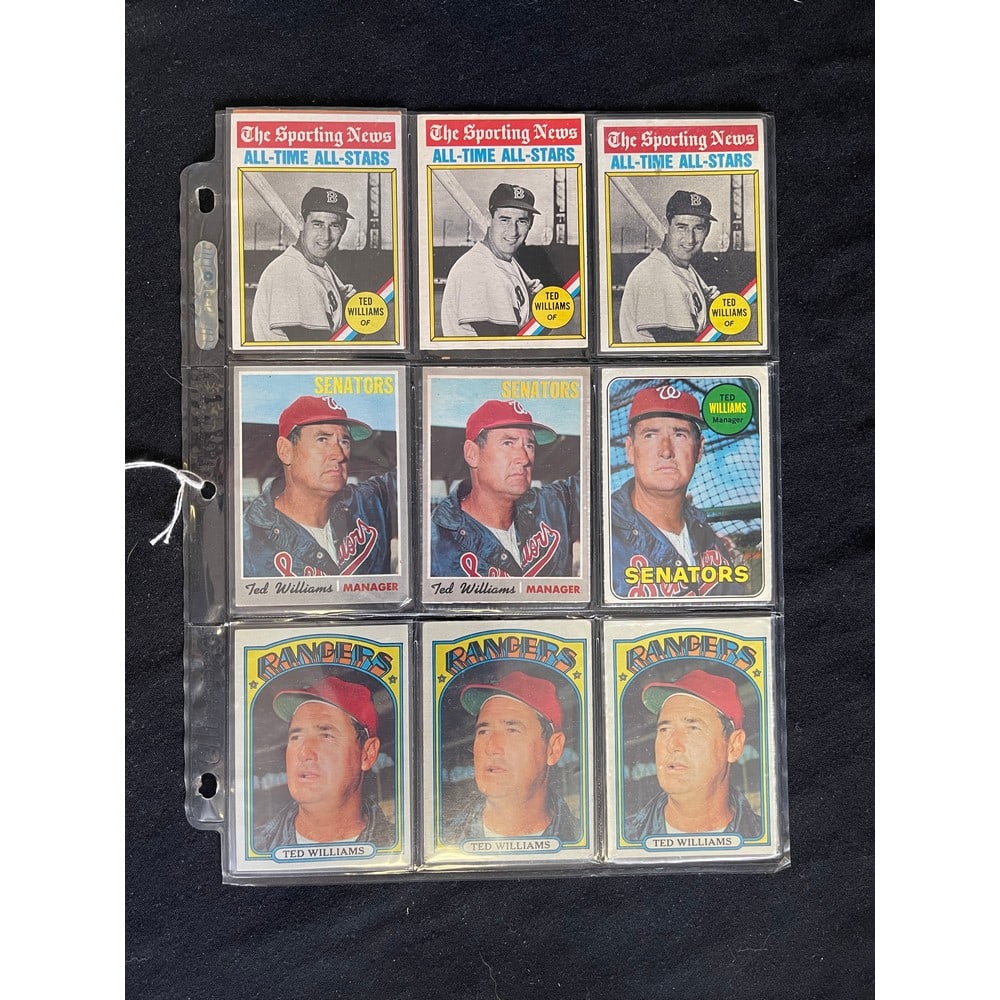 The Sporting News
ALL-TIME ALL-STARS
B
TED
WILLIAMS
OF
The Sporting News
ALL-TIME ALL-STARS
B
TED
WILLIAMS
OF
The Sporting News
ALL-TIME ALL-STARS
B
TED
WILLIAMS
OF
SENATORS
W
Senators
Ted Williams | MANAGER
SENATORS
W
Senators
Ted Williams | MANAGER
W
TED
WILLIAMS
Manager
SENATORS
RANGERS
TED WILLIAMS
RANGERS
TED WILLIAMS
RANGERS
TED WILLIAMS